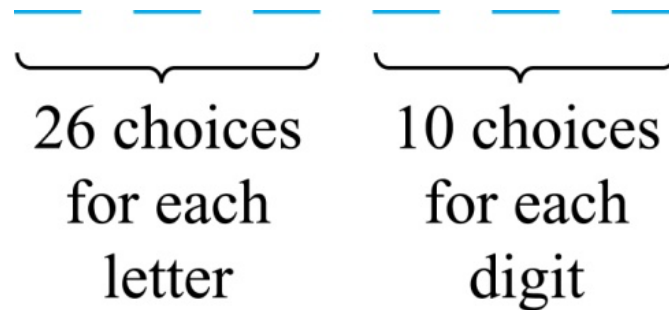 26 choices 10 choices
for each for each
letter digit